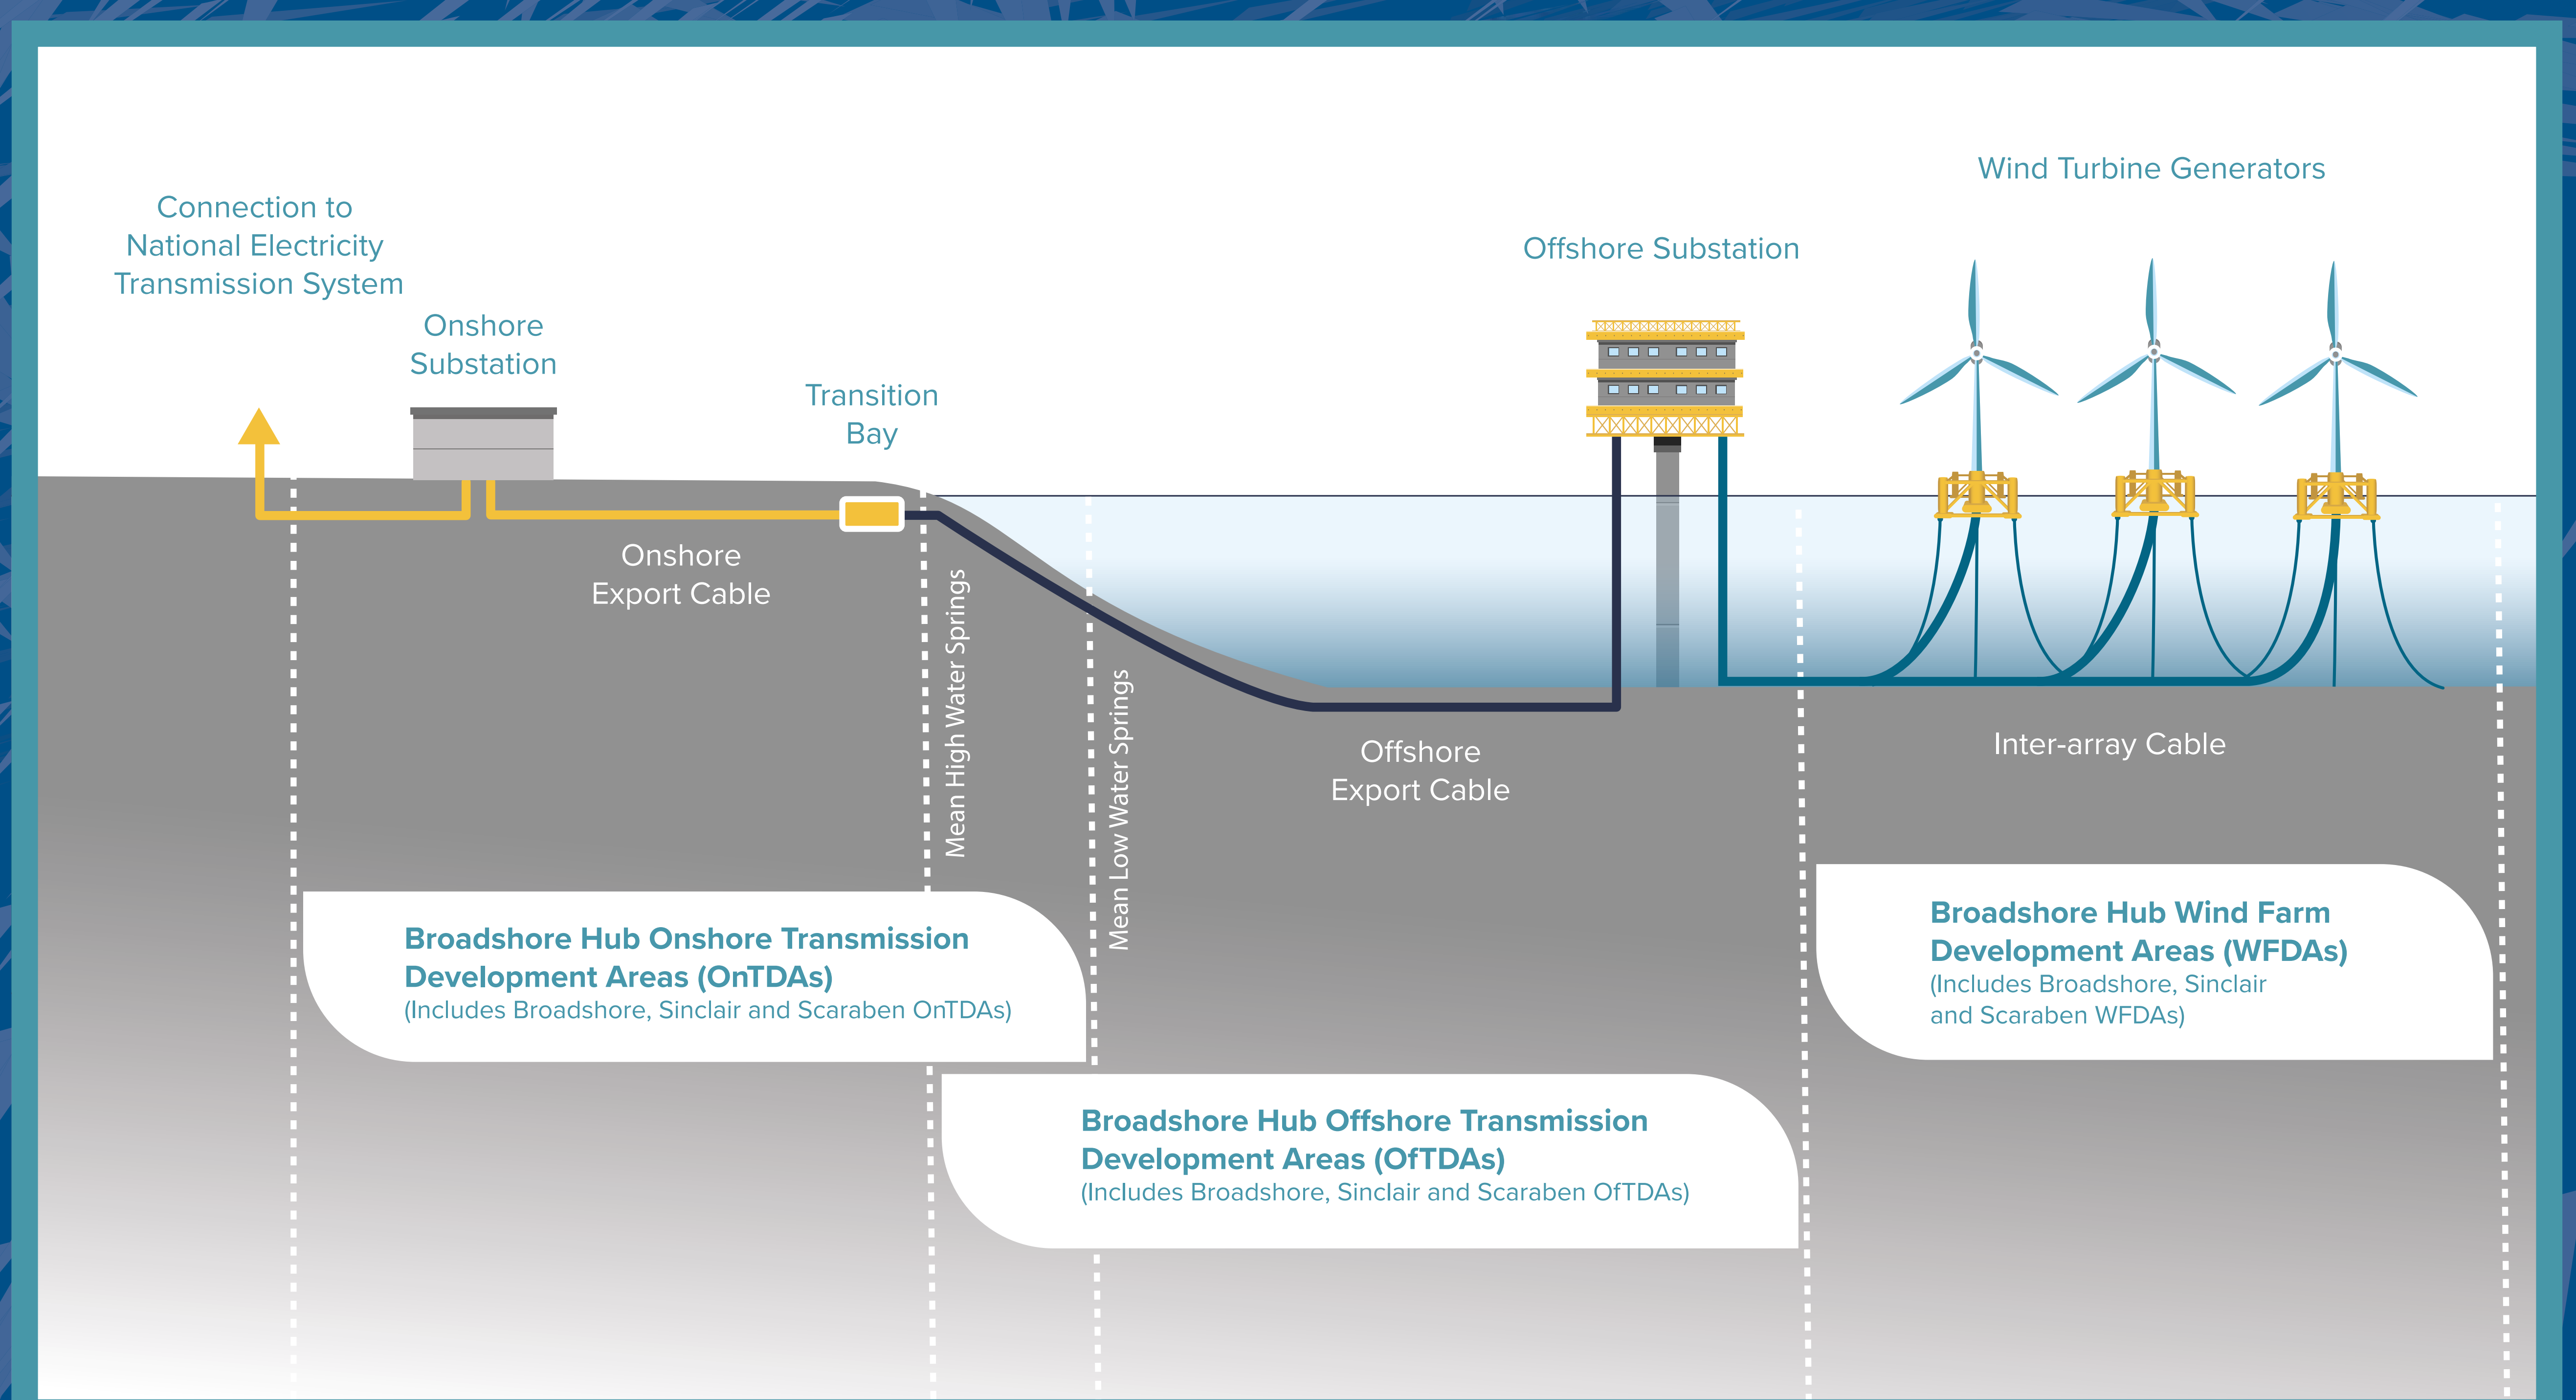 Wind Turbine Generators
Connection to
National Electricity
Transmission System
Offshore Substation
Onshore
Substation
Transition
Bay
Onshore
Export Cable
Mean High Water Springs
Mean Low Water Springs
Offshore
Export Cable
Inter-array Cable
Broadshore Hub Onshore Transmission
Development Areas (OnTDAs)
(Includes Broadshore, Sinclair and Scaraben OnTDAs)
Broadshore Hub Wind Farm
Development Areas (WFDAs)
(Includes Broadshore, Sinclair
and Scaraben WFDAs)
Broadshore Hub Offshore Transmission
Development Areas (OfTDAs)
(Includes Broadshore, Sinclair and Scaraben OfTDAs)